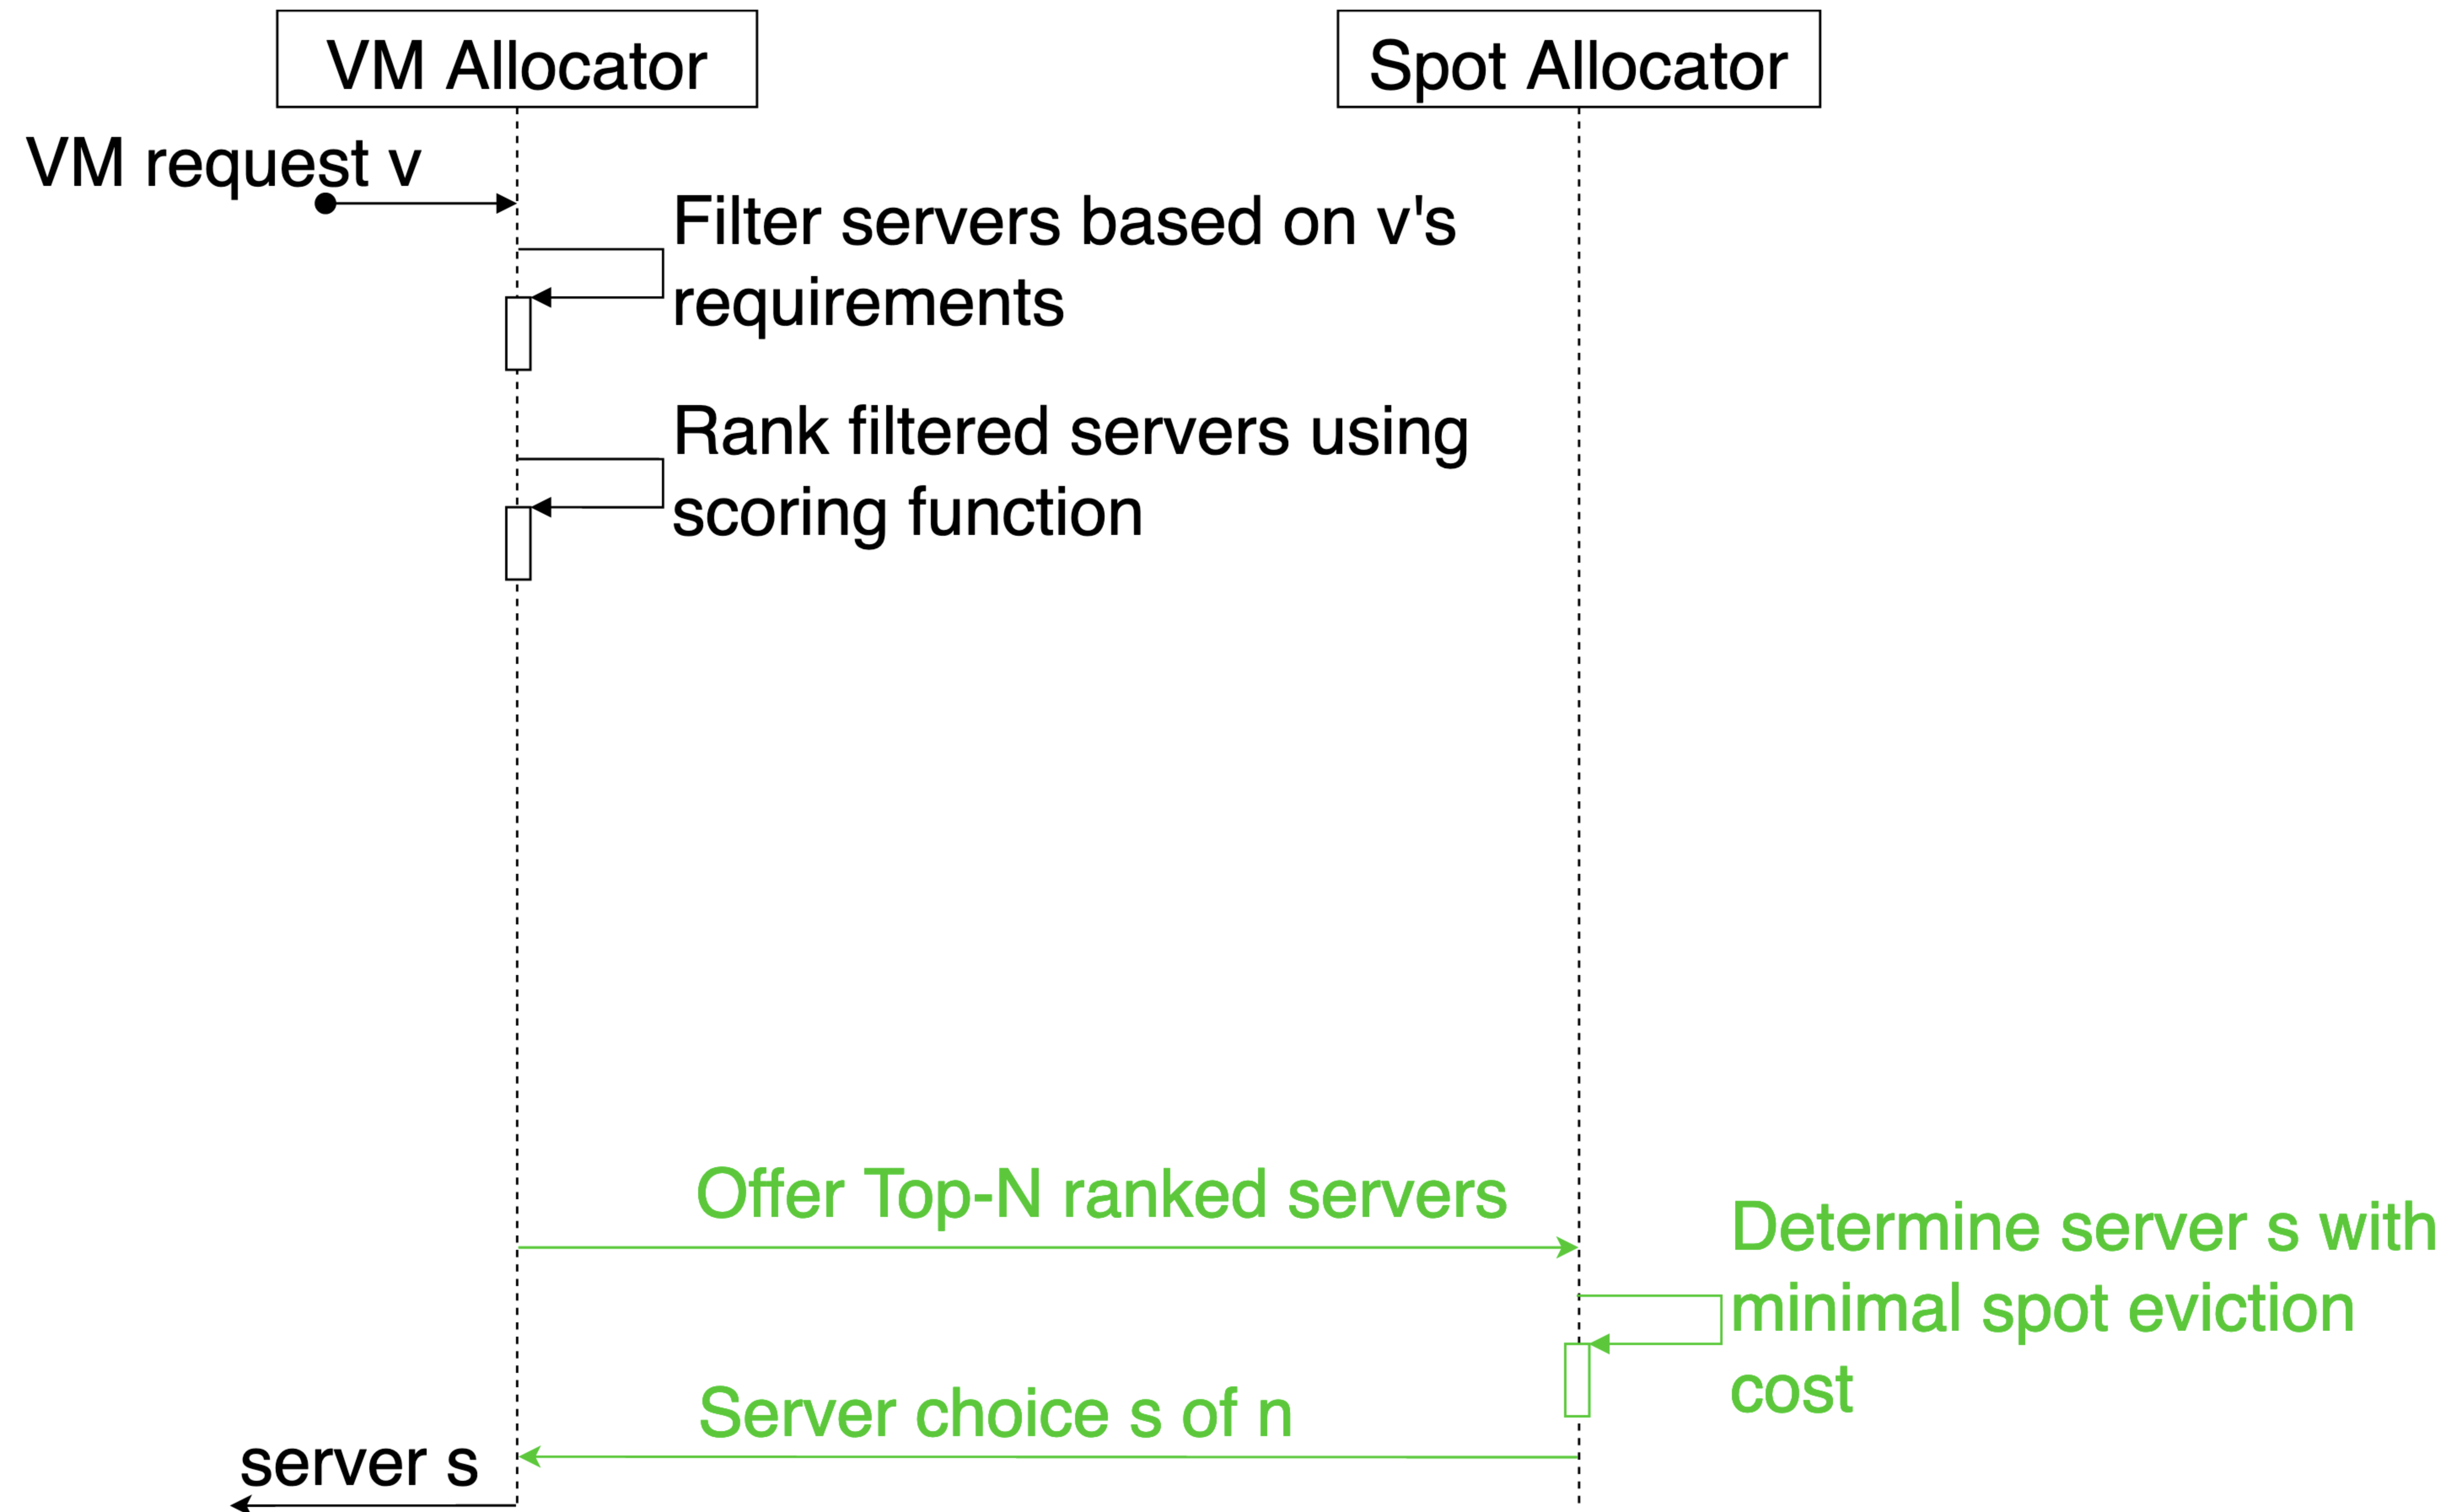 VM Allocator
Spot Allocator
VM request v
Filter servers based on v's
requirements
Rank filtered servers using
scoring function
Offer Top-N ranked servers
Determine server s with
minimal spot eviction
cost
Server choice s of n
server s